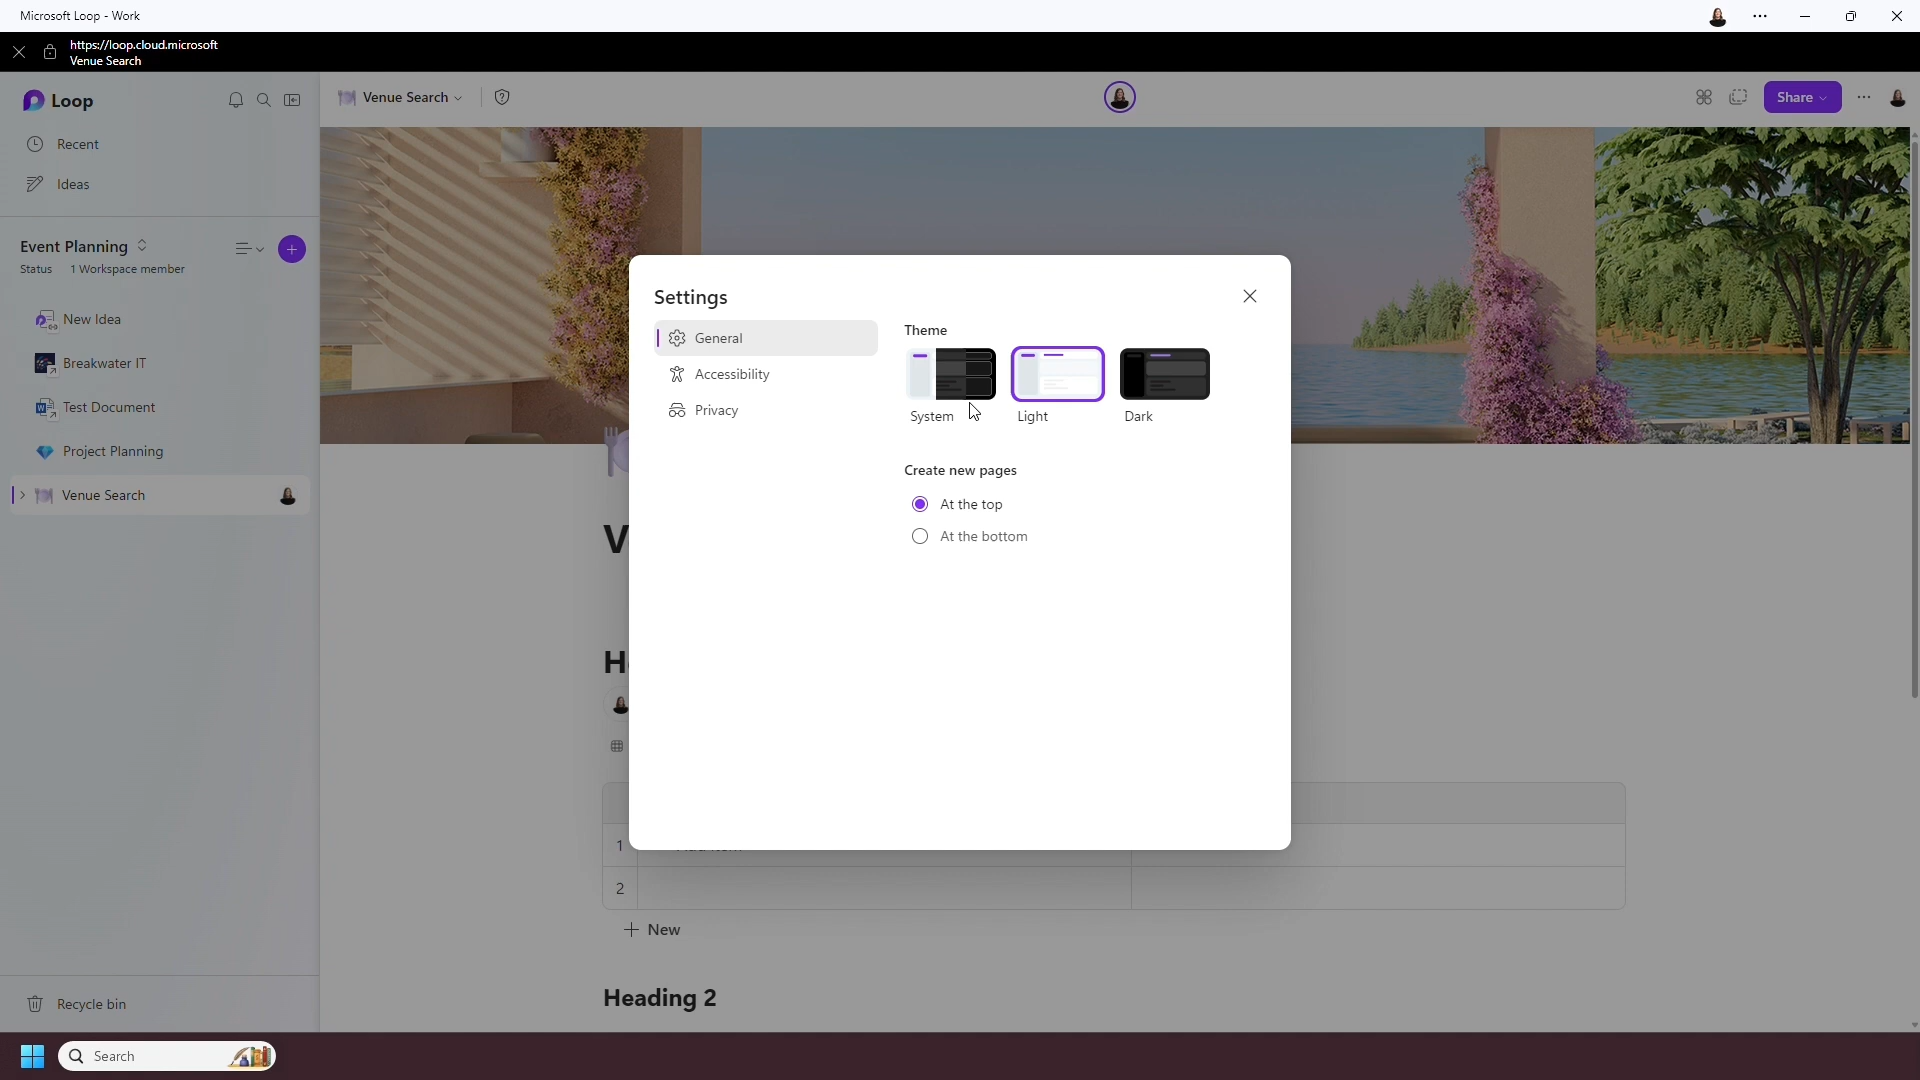 Microsoft Loop - Work
https://loop.cloud.microsoft
Venue Search
Loop
Venue Search
Share
Recent
Ideas
Event Planning
Status 1 Workspace member
New Idea
Breakwater IT
Test Document
Project Planning
Venue Search
Settings
General
Accessibility
Privacy
Theme
System Light Dark
Create new pages
At the top
At the bottom
V
H
1
2
New
Heading 2
Recycle bin
Search